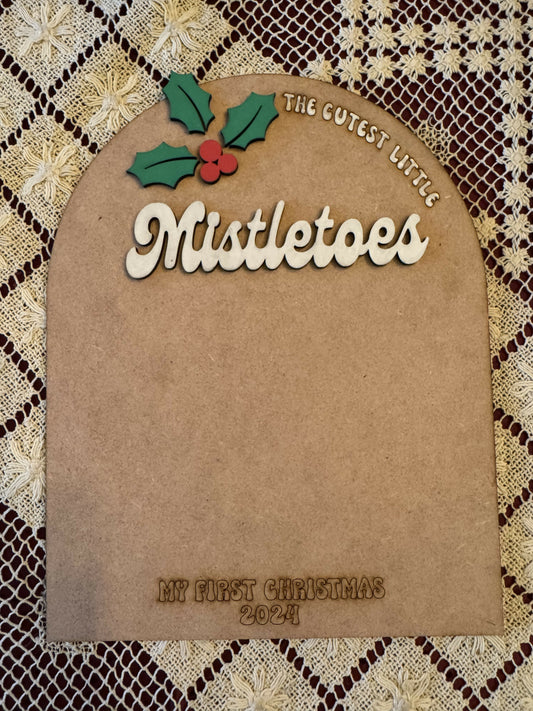 THE CUTEST LITTLE
Mistletoes
MY FIRST CHRISTMAS
2024